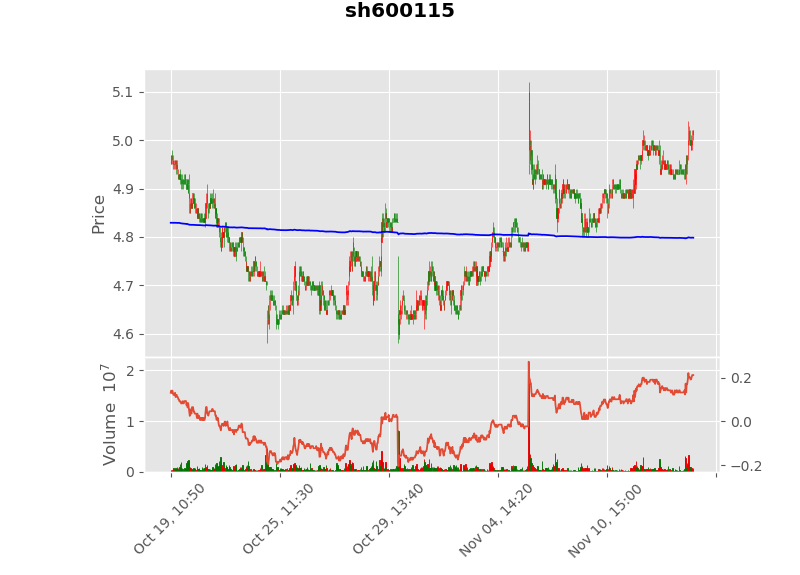 sh600115
5.1
5.0
4.9
4.8
4.7
4.6
Price
2
1
0
Volume 10^7
0.2
0.0
−0.2
Oct 19, 10:50
Oct 25, 11:30
Oct 29, 13:40
Nov 04, 14:20
Nov 10, 15:00